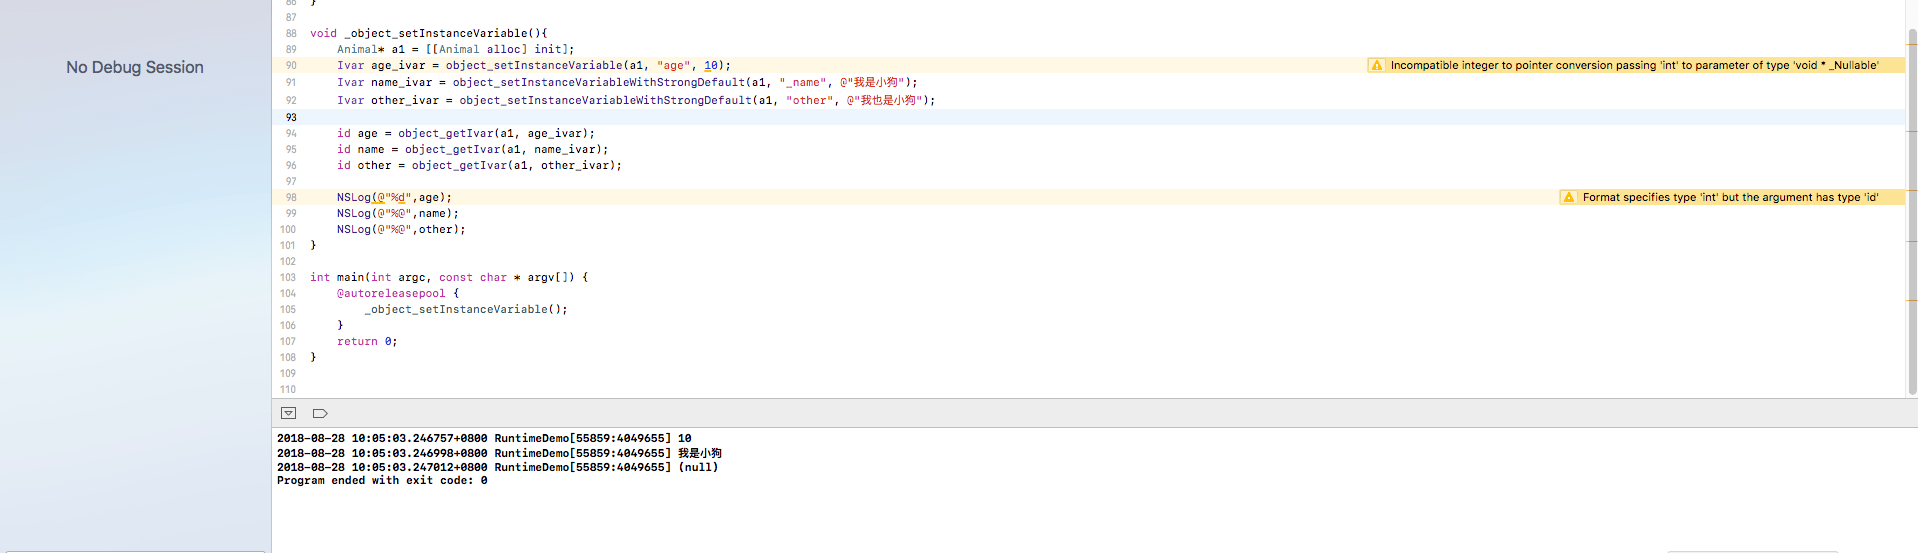 No Debug Session
86 }
87
88 void _object_setInstanceVariable(){
89 Animal* a1 = [[Animal alloc] init];
90 Ivar age_ivar = object_setInstanceVariable(a1, "age", 10);
Incompatible integer to pointer conversion passing 'int' to parameter of type 'void * _Nullable'
91 Ivar name_ivar = object_setInstanceVariableWithStrongDefault(a1, "_name", @"我是小狗");
92 Ivar other_ivar = object_setInstanceVariableWithStrongDefault(a1, "other", @"我也是小狗");
93
94 id age = object_getIvar(a1, age_ivar);
95 id name = object_getIvar(a1, name_ivar);
96 id other = object_getIvar(a1, other_ivar);
97
98 NSLog(@"%d",age);
Format specifies type 'int' but the argument has type 'id'
99 NSLog(@"%@",name);
100 NSLog(@"%@",other);
101 }
102
103 int main(int argc, const char * argv[]) {
104 @autoreleasepool {
105 _object_setInstanceVariable();
106 }
107 return 0;
108 }
109
110
2018-08-28 10:05:03.246757+0800 RuntimeDemo[55859:4049655] 10
2018-08-28 10:05:03.246998+0800 RuntimeDemo[55859:4049655] 我是小狗
2018-08-28 10:05:03.247012+0800 RuntimeDemo[55859:4049655] (null)
Program ended with exit code: 0